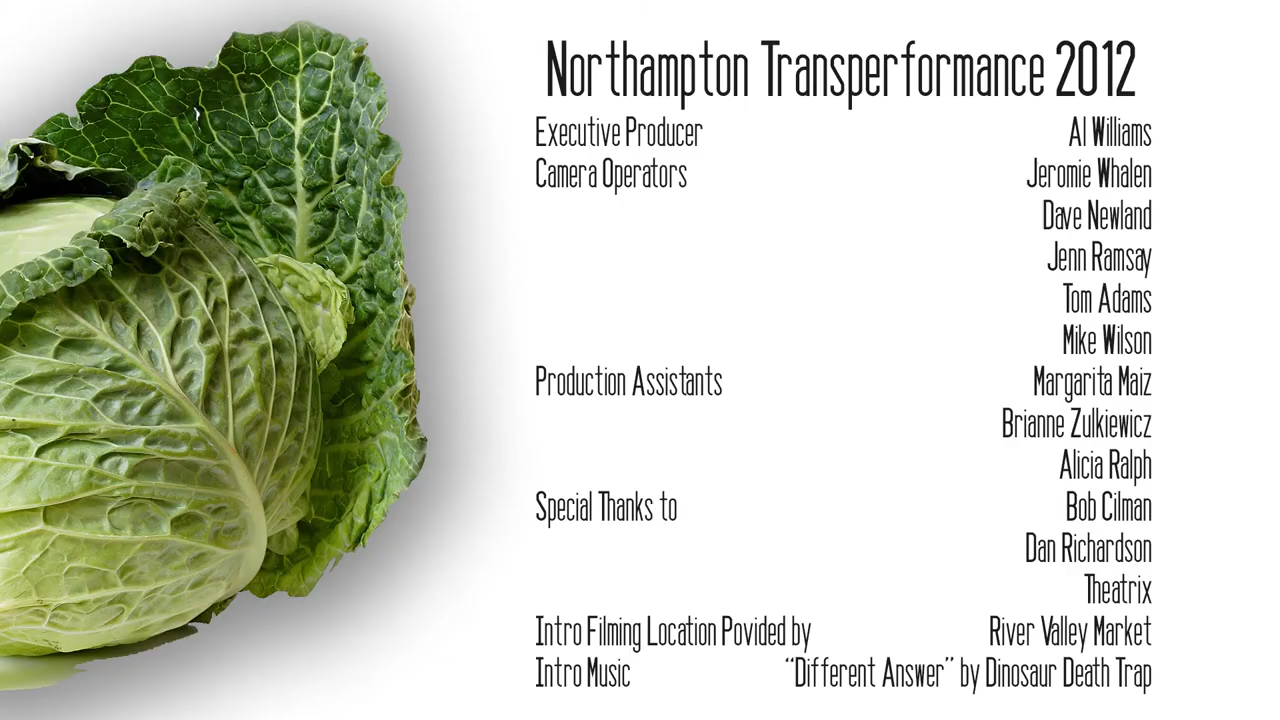 Northampton Transperformance 2012
Executive Producer Al Williams
Camera Operators Jeromie Whalen
Dave Newland
Jenn Ramsay
Tom Adams
Mike Wilson
Production Assistants Margarita Maiz
Brianne Zulkiewicz
Alicia Ralph
Special Thanks to Bob Cilman
Dan Richardson
Theatrix
Intro Filming Location Povided by River Valley Market
Intro Music “Different Answer” by Dinosaur Death Trap